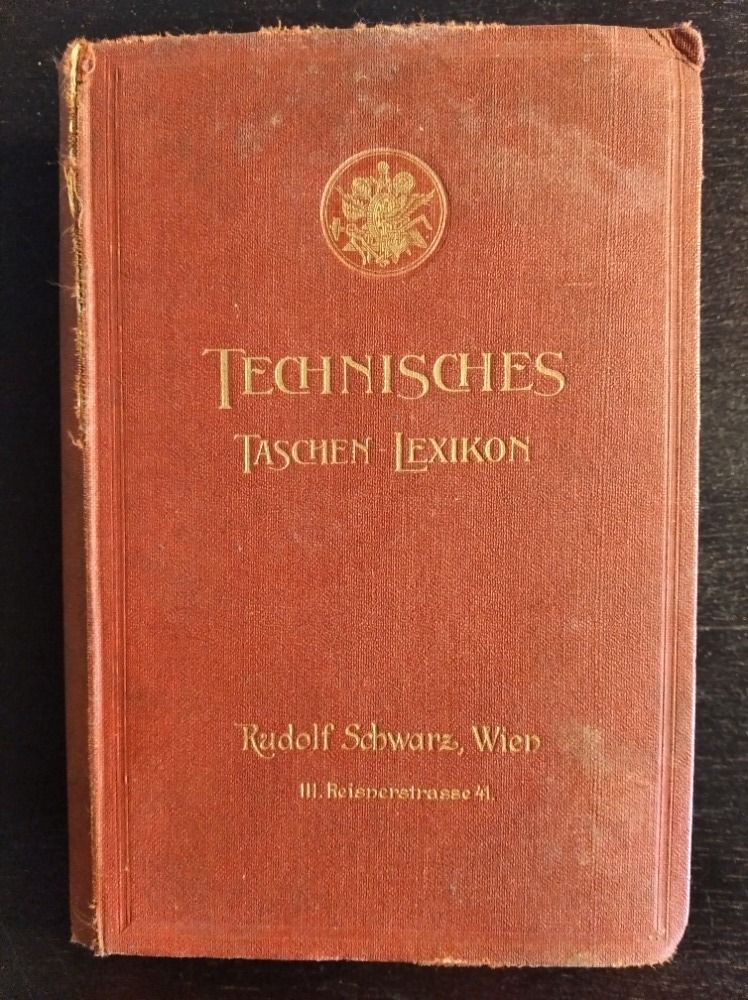 TECHNISCHES
TASCHEN-LEXIKON
Rudolf Schwarz, Wien
III. Reisnerstrasse 41.